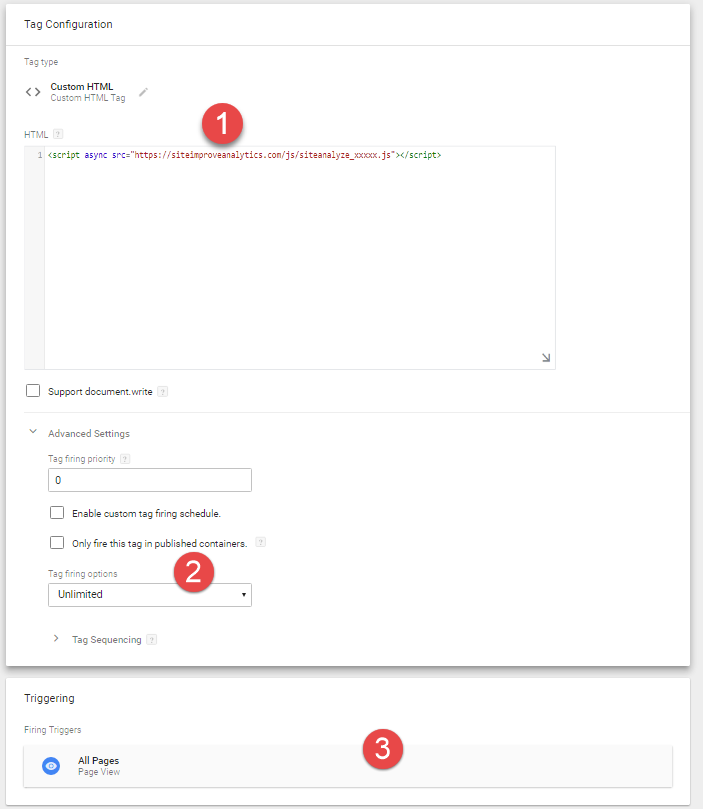 Tag Configuration
Tag type
Custom HTML
Custom HTML Tag
1
HTML ?
1 <script async src="https://siteimproveanalytics.com/js/siteanalyze_xxxxx.js"></script>
Support document.write ?
Advanced Settings
Tag firing priority ?
0
Enable custom tag firing schedule.
Only fire this tag in published containers. ?
2
Tag firing options
Unlimited
Tag Sequencing ?
Triggering
Firing Triggers
3
All Pages
Page View